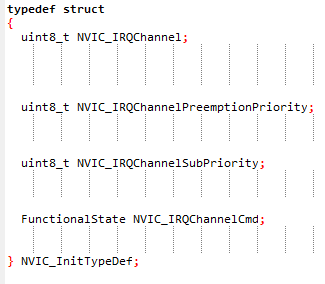 typedef struct
{
uint8_t NVIC_IRQChannel;
uint8_t NVIC_IRQChannelPreemptionPriority;
uint8_t NVIC_IRQChannelSubPriority;
FunctionalState NVIC_IRQChannelCmd;
} NVIC_InitTypeDef;